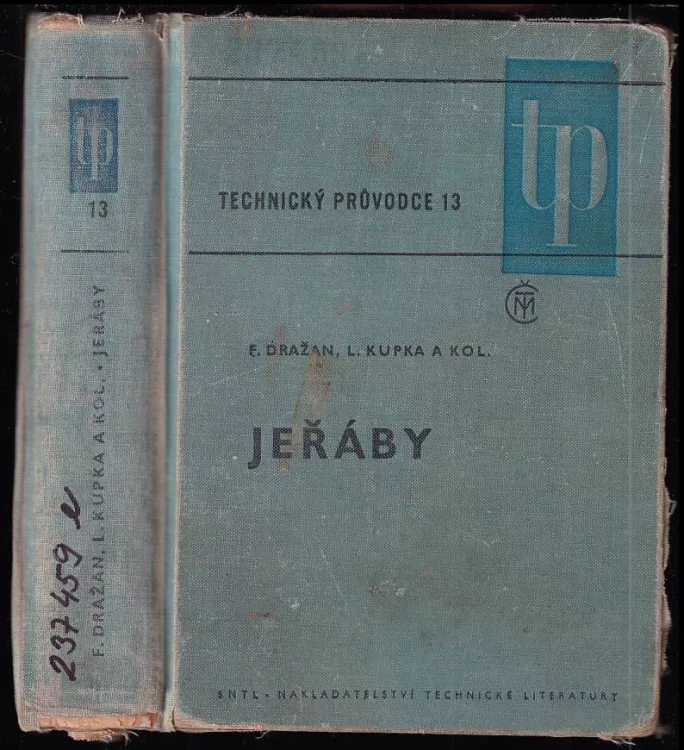 tp
13
F. DRAŽAN, L. KUPKA A KOL. • JEŘÁBY
237459 e
tp
TECHNICKÝ PRŮVODCE 13
F. DRAŽAN, L. KUPKA A KOL.
JEŘÁBY
SNTL • NAKLADATELSTVÍ TECHNICKÉ LITERATURY